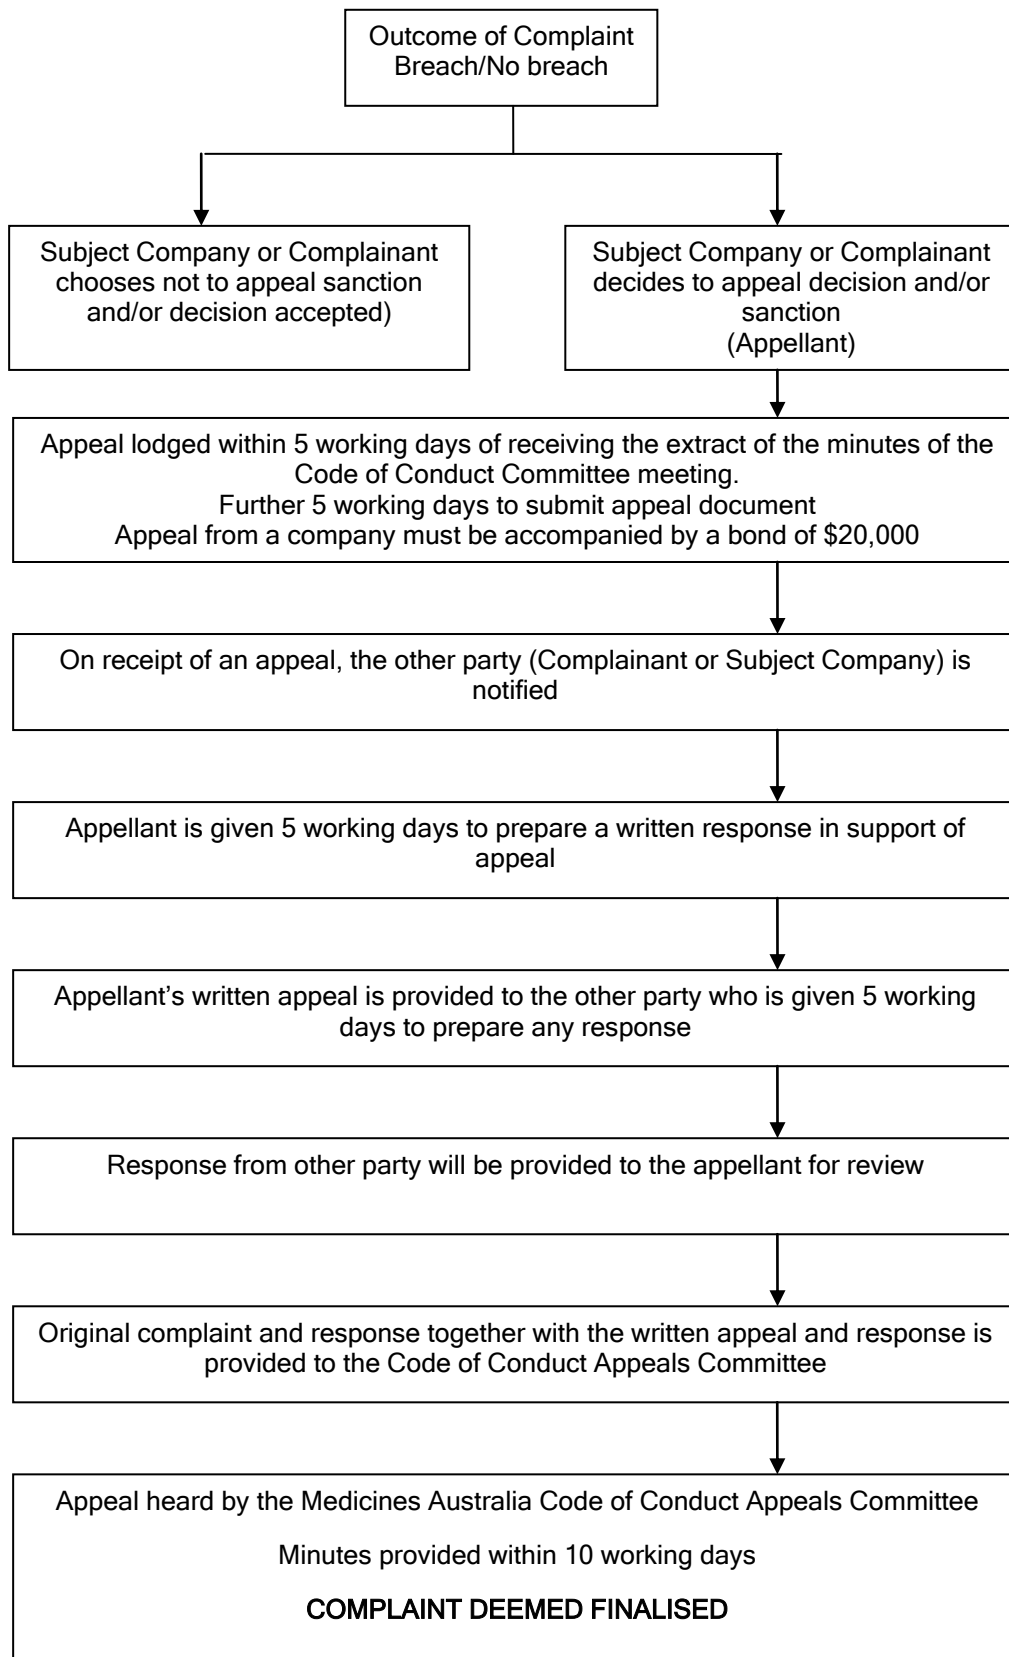 Outcome of Complaint
Breach/No breach
Subject Company or Complainant
chooses not to appeal sanction
and/or decision accepted)
Subject Company or Complainant
decides to appeal decision and/or
sanction
(Appellant)
Appeal lodged within 5 working days of receiving the extract of the minutes of the
Code of Conduct Committee meeting.
Further 5 working days to submit appeal document
Appeal from a company must be accompanied by a bond of $20,000
On receipt of an appeal, the other party (Complainant or Subject Company) is
notified
Appellant is given 5 working days to prepare a written response in support of
appeal
Appellant's written appeal is provided to the other party who is given 5 working
days to prepare any response
Response from other party will be provided to the appellant for review
Original complaint and response together with the written appeal and response is
provided to the Code of Conduct Appeals Committee
Appeal heard by the Medicines Australia Code of Conduct Appeals Committee
Minutes provided within 10 working days
COMPLAINT DEEMED FINALISED